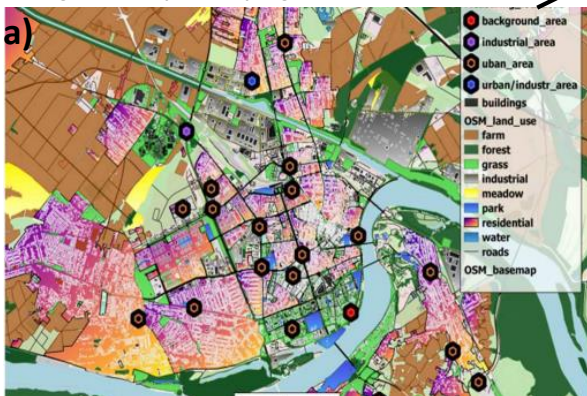 a)
background_area
industrial_area
uban_area
urban/industr_area
buildings
OSM_land_use
farm
forest
grass
industrial
meadow
park
residential
water
roads
OSM_basemap